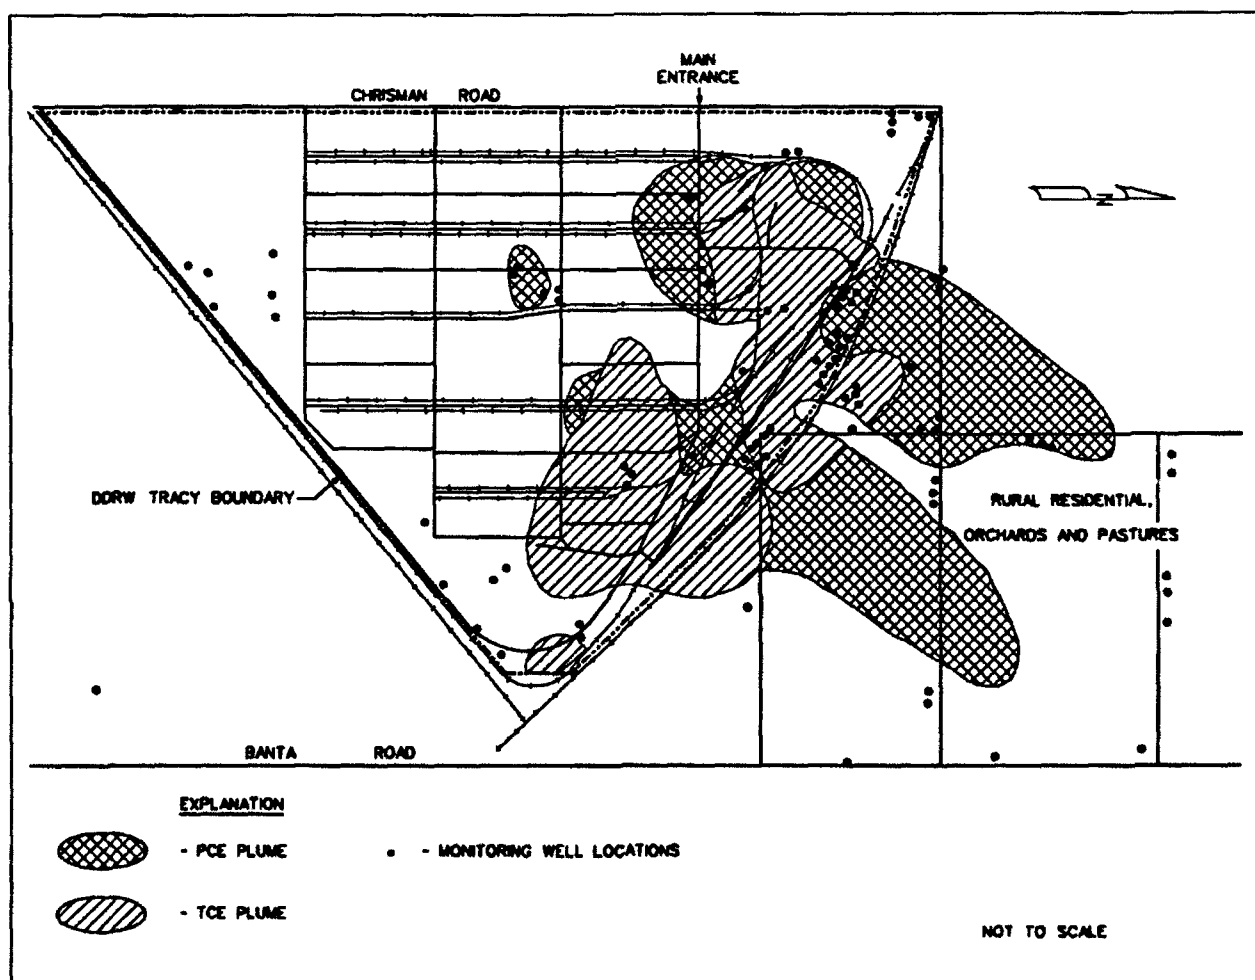 MAIN
ENTRANCE
CHRISMAN ROAD
N
DDRW TRACY BOUNDARY
RURAL RESIDENTIAL,
ORCHARDS AND PASTURES
BANTA ROAD
EXPLANATION
- PCE PLUME
- MONITORING WELL LOCATIONS
- TCE PLUME
NOT TO SCALE